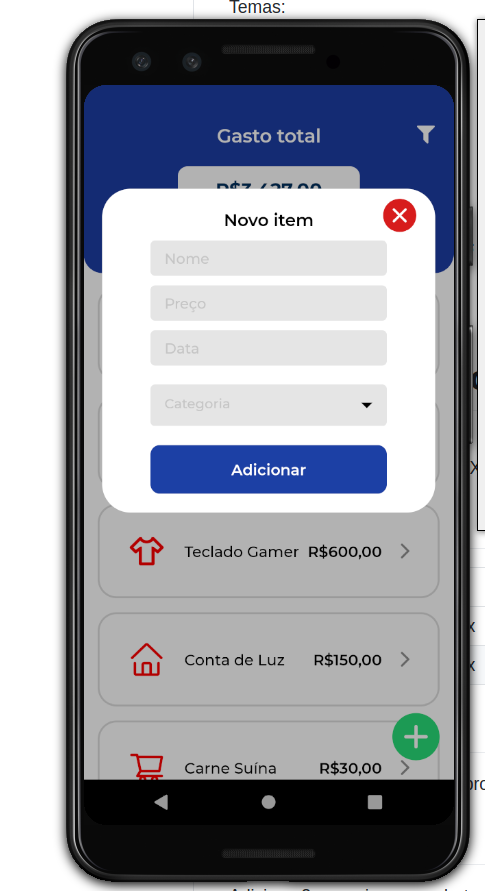 Temas:
Gasto total
R$3.427,00
Novo item
Nome
Preço
Data
Categoria
Adicionar
Teclado Gamer R$600,00
Conta de Luz R$150,00
Carne Suína R$30,00